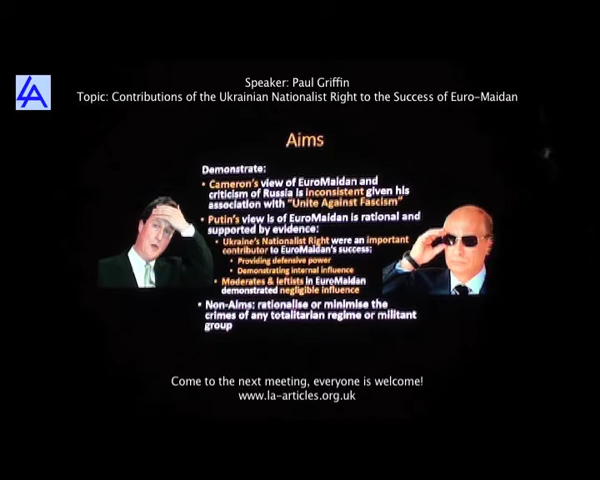 LA
Speaker: Paul Griffin
Topic: Contributions of the Ukrainian Nationalist Right to the Success of Euro-Maidan
Aims
Demonstrate:
• Cameron's view of EuroMaidan and
criticism of Russia is inconsistent given his
association with "Unite Against Fascism"
• Putin's view is of EuroMaidan is rational and
supported by evidence:
• Ukraine's Nationalist Right were an important
contributor to EuroMaidan's success:
• Providing defensive power
• Demonstrating internal influence
• Moderates & leftists in EuroMaidan
demonstrated negligible influence
• Non-Aims: rationalise or minimise the
crimes of any totalitarian regime or militant
group
Come to the next meeting, everyone is welcome!
www.la-articles.org.uk